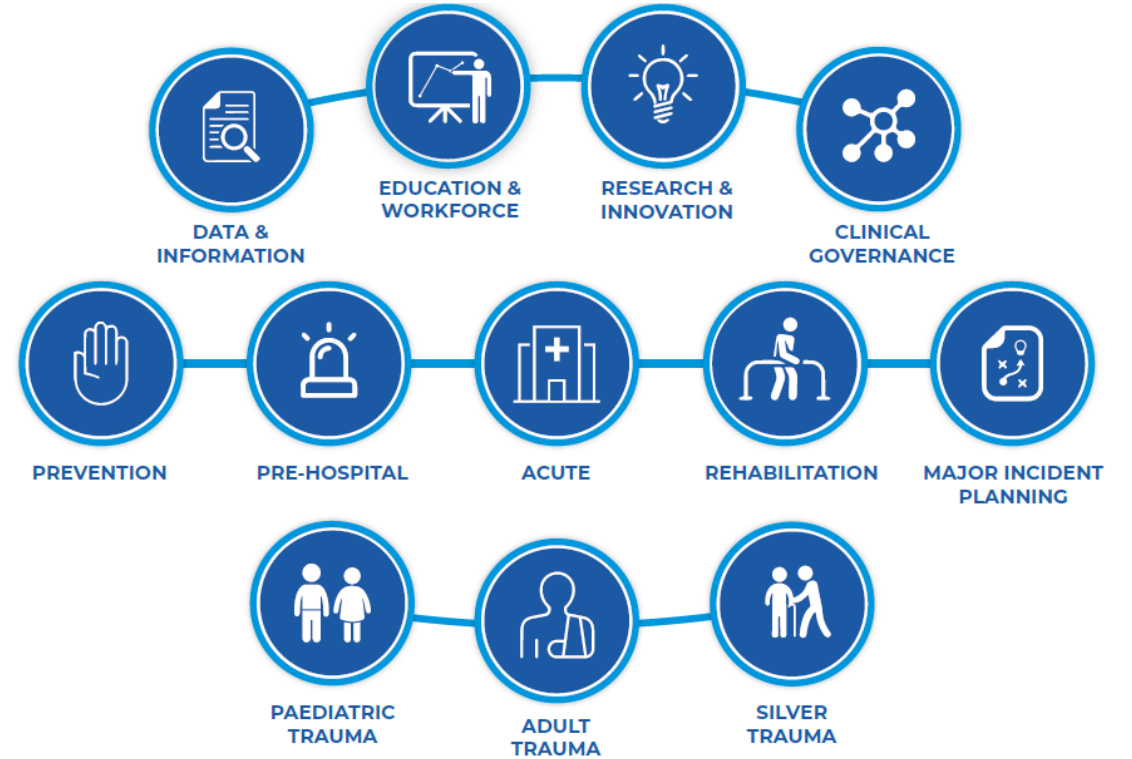 EDUCATION &
WORKFORCE
RESEARCH &
INNOVATION
DATA &
INFORMATION
CLINICAL
GOVERNANCE
PREVENTION
PRE-HOSPITAL
ACUTE
REHABILITATION
MAJOR INCIDENT
PLANNING
PAEDIATRIC
TRAUMA
ADULT
TRAUMA
SILVER
TRAUMA